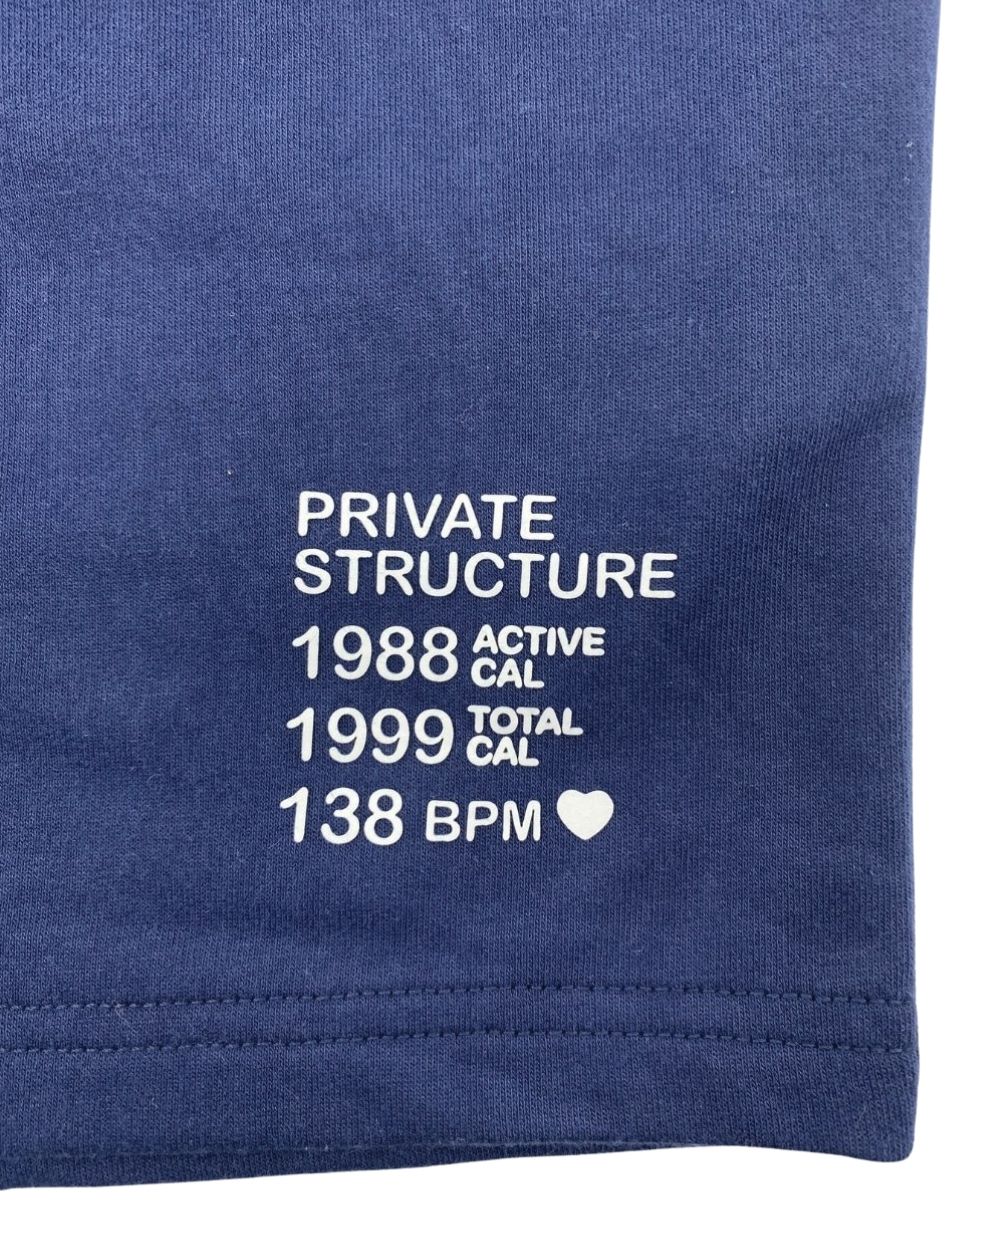 PRIVATE
STRUCTURE
1988 ACTIVE CAL
1999 TOTAL CAL
138 BPM